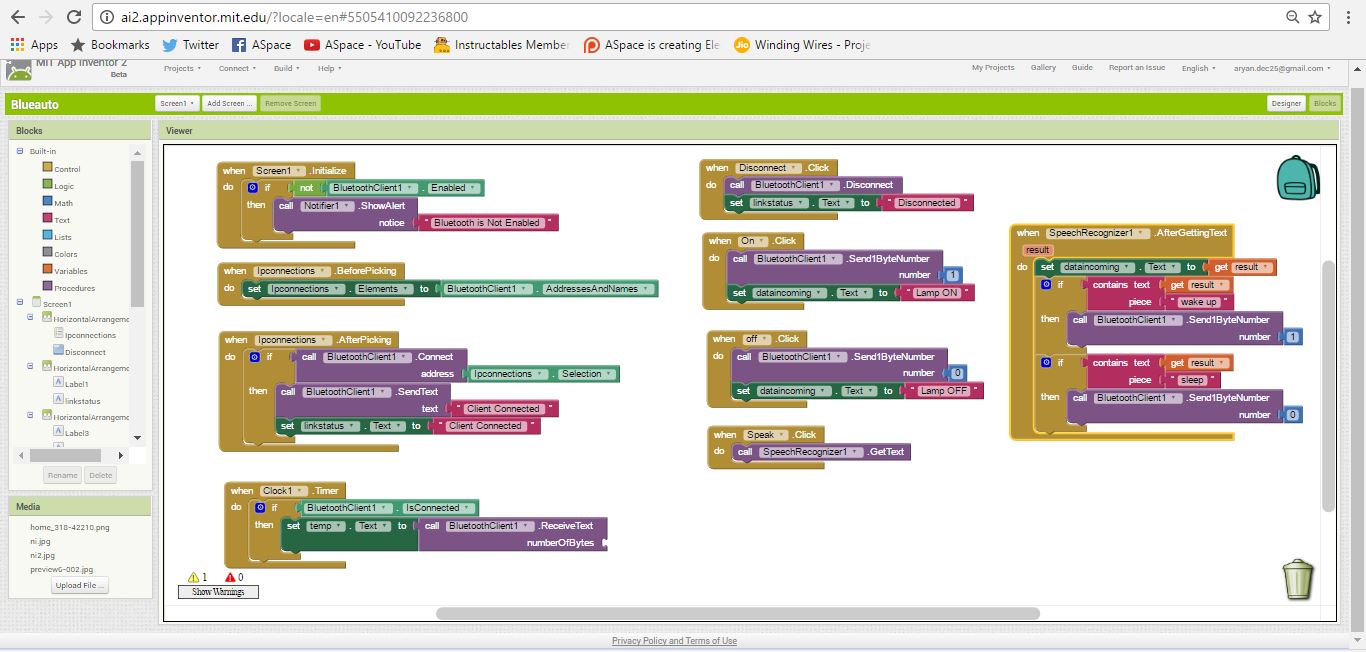 ai2.appinventor.mit.edu/?locale=en#5505410092236800
Apps Bookmarks Twitter ASpace ASpace - YouTube Instructables Member ASpace is creating Ele Jio Winding Wires - Proje
MIT App Inventor 2
Beta
Projects Connect Build Help My Projects Gallery Guide Report an Issue English aryan.dec25@gmail.com
Blueauto Screen1 Add Screen ... Remove Screen Designer Blocks
Blocks
Built-in
Control
Logic
Math
Text
Lists
Colors
Variables
Procedures
Screen1
HorizontalArrangeme
lpconnections
Disconnect
HorizontalArrangeme
Label1
linkstatus
HorizontalArrangeme
Label3
Rename Delete
Media
home_318-42210.png
ni.jpg
ni2.jpg
preview6-002.jpg
Upload File ...
Viewer
when Screen1 .Initialize
do if not BluetoothClient1 . Enabled
then call Notifier1 .ShowAlert
notice " Bluetooth is Not Enabled "
when lpconnections .BeforePicking
do set lpconnections . Elements to BluetoothClient1 . AddressesAndNames
when lpconnections .AfterPicking
do if call BluetoothClient1 .Connect
address lpconnections . Selection
then call BluetoothClient1 .SendText
text " Client Connected "
set linkstatus . Text to " Client Connected "
when Clock1 .Timer
do if BluetoothClient1 . IsConnected
then set temp . Text to call BluetoothClient1 .ReceiveText
numberOfBytes
1 0
Show Warnings
when Disconnect .Click
do call BluetoothClient1 .Disconnect
set linkstatus . Text to " Disconnected "
when On .Click
do call BluetoothClient1 .Send1ByteNumber
number 1
set dataincoming . Text to " Lamp ON "
when off .Click
do call BluetoothClient1 .Send1ByteNumber
number 0
set dataincoming . Text to " Lamp OFF "
when Speak .Click
do call SpeechRecognizer1 .GetText
when SpeechRecognizer1 .AfterGettingText
result
do set dataincoming . Text to get result
if contains text get result
piece " wake up "
then call BluetoothClient1 .Send1ByteNumber
number 1
if contains text get result
piece " sleep "
then call BluetoothClient1 .Send1ByteNumber
number 0
Privacy Policy and Terms of Use